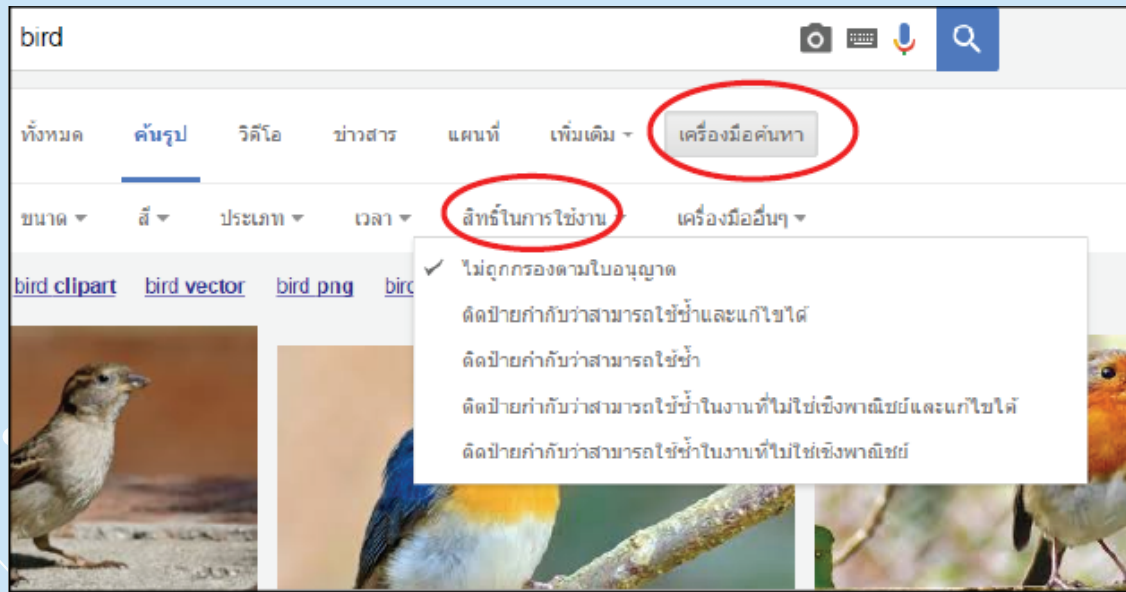 bird
ทั้งหมด ค้นรูป วิดีโอ ข่าวสาร แผนที่ เพิ่มเติม เครื่องมือค้นหา
ขนาด สี ประเภท เวลา สิทธิ์ในการใช้งาน เครื่องมืออื่นๆ
ไม่ถูกกรองตามใบอนุญาต
bird clipart bird vector bird png
ติดป้ายกำกับว่าสามารถใช้ซ้ำและแก้ไขได้
ติดป้ายกำกับว่าสามารถใช้ซ้ำ
ติดป้ายกำกับว่าสามารถใช้ซ้ำในงานที่ไม่ใช่เชิงพาณิชย์และแก้ไขได้
ติดป้ายกำกับว่าสามารถใช้ซ้ำในงานที่ไม่ใช่เชิงพาณิชย์